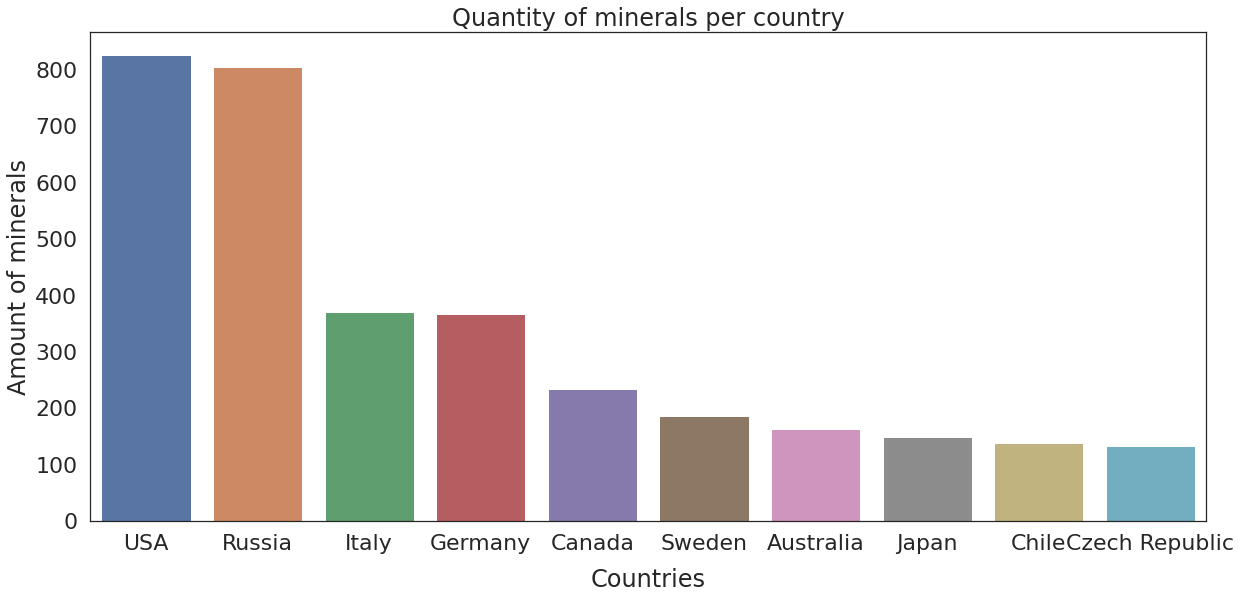 Quantity of minerals per country
Amount of minerals
800
700
600
500
400
300
200
100
0
USA Russia Italy Germany Canada Sweden Australia Japan Chile Czech Republic
Countries